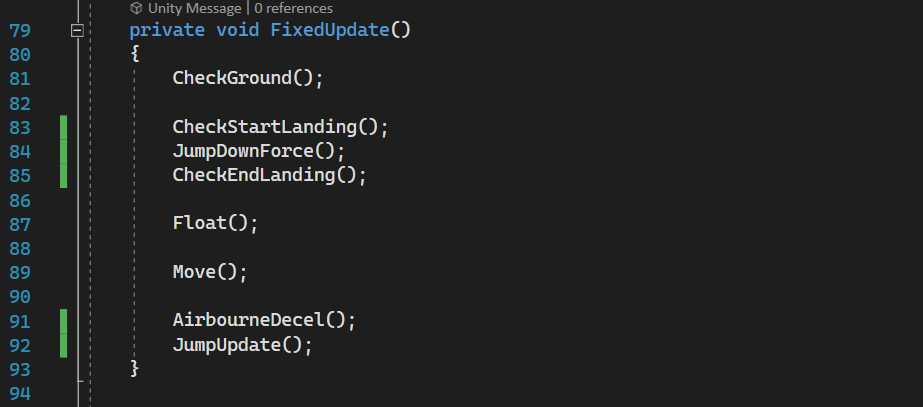 Unity Message | 0 references
79 private void FixedUpdate()
80 {
81 CheckGround();
82
83 CheckStartLanding();
84 JumpDownForce();
85 CheckEndLanding();
86
87 Float();
88
89 Move();
90
91 AirbourneDecel();
92 JumpUpdate();
93 }
94